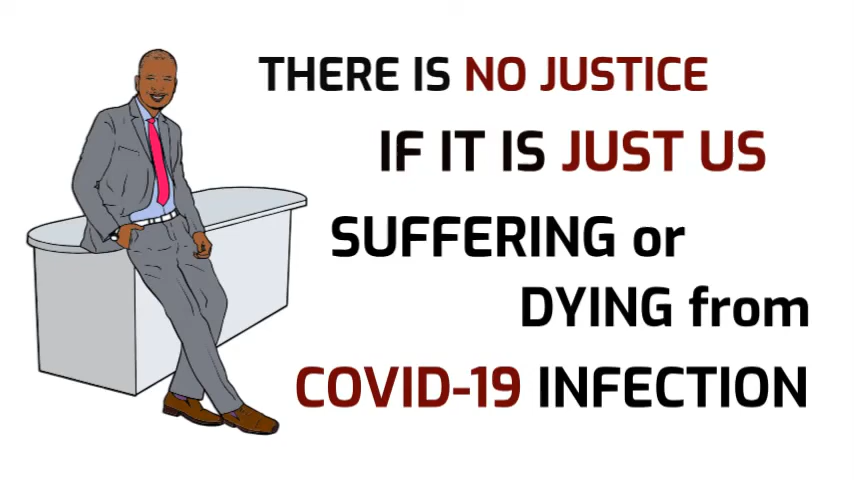 THERE IS NO JUSTICE
IF IT IS JUST US
SUFFERING or
DYING from
COVID-19 INFECTION